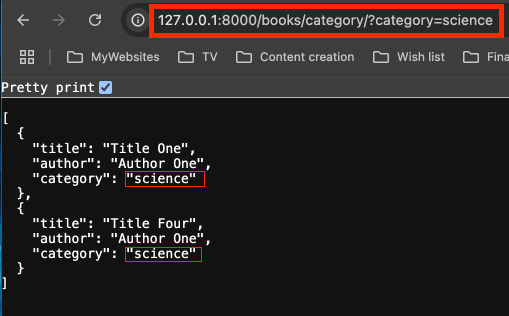 127.0.0.1:8000/books/category/?category=science
MyWebsites TV Content creation Wish list Fina
Pretty print
[
  {
    "title": "Title One",
    "author": "Author One",
    "category": "science"
  },
  {
    "title": "Title Four",
    "author": "Author One",
    "category": "science"
  }
]